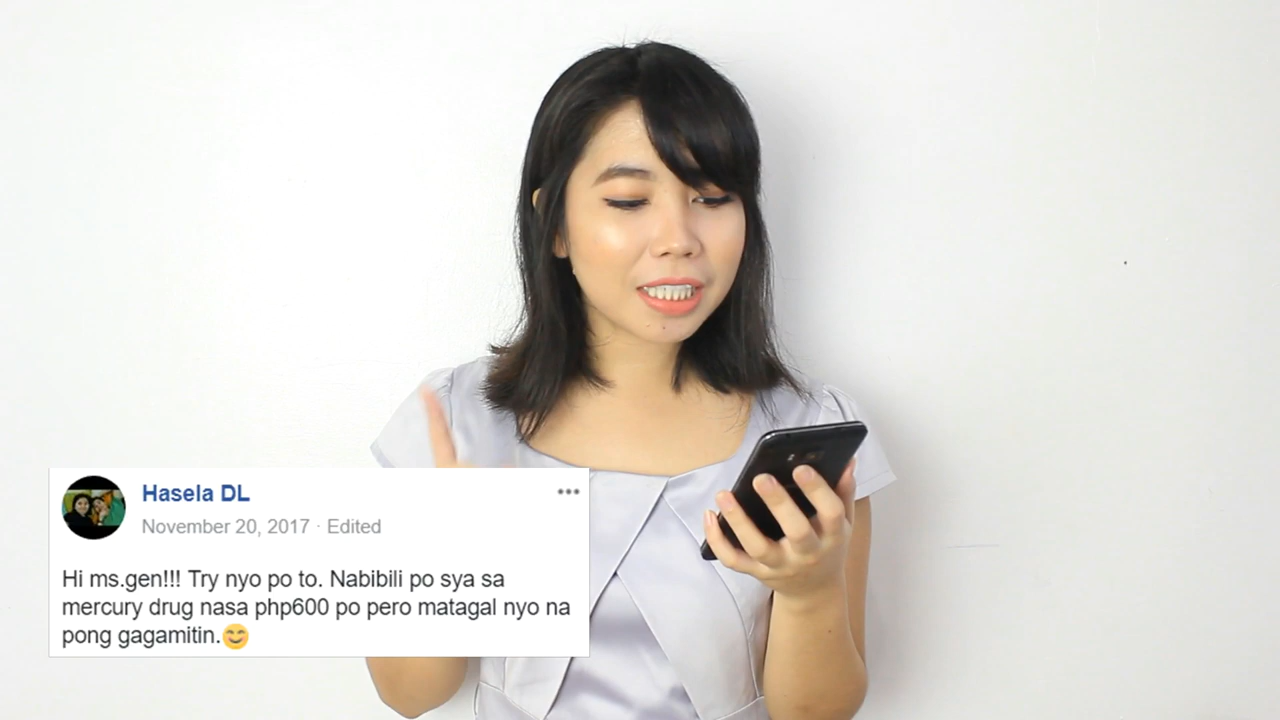 Hasela DL
November 20, 2017 · Edited
Hi ms.gen!!! Try nyo po to. Nabibili po sya sa
mercury drug nasa php600 po pero matagal nyo na
pong gagamitin.😊